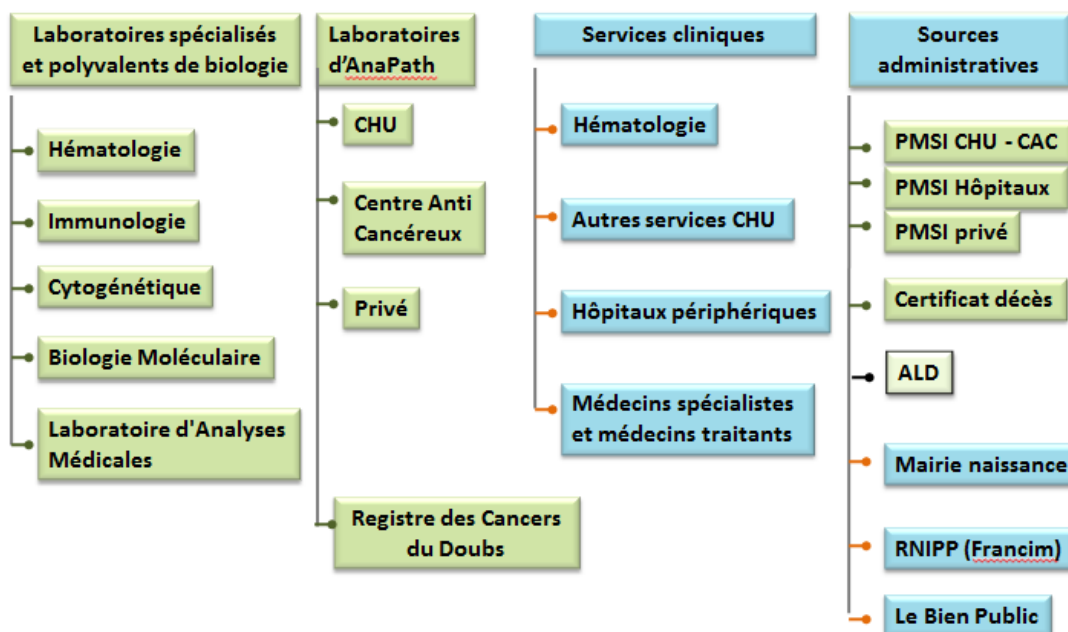 Laboratoires spécialisés
et polyvalents de biologie
Hématologie
Immunologie
Cytogénétique
Biologie Moléculaire
Laboratoire d'Analyses
Médicales
Laboratoires
d'AnaPath
CHU
Centre Anti
Cancéreux
Privé
Registre des Cancers
du Doubs
Services cliniques
Hématologie
Autres services CHU
Hôpitaux périphériques
Médecins spécialistes
et médecins traitants
Sources
administratives
PMSI CHU - CAC
PMSI Hôpitaux
PMSI privé
Certificat décès
ALD
Mairie naissance
RNIPP (Francim)
Le Bien Public